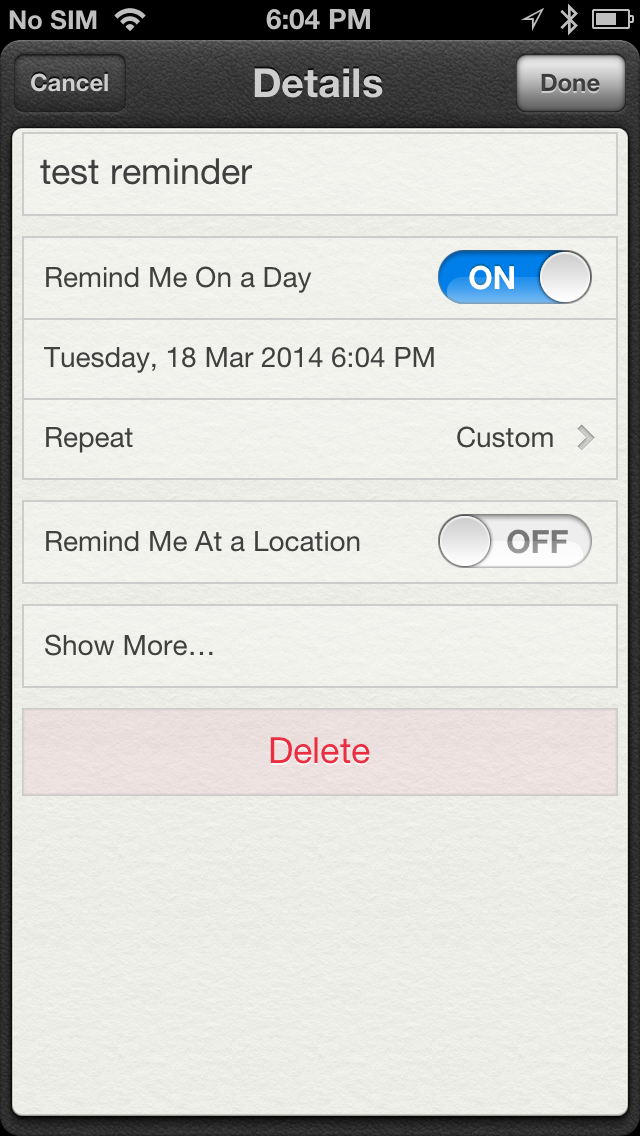 No SIM 6:04 PM
Cancel Details Done
test reminder
Remind Me On a Day ON
Tuesday, 18 Mar 2014 6:04 PM
Repeat Custom
Remind Me At a Location OFF
Show More…
Delete